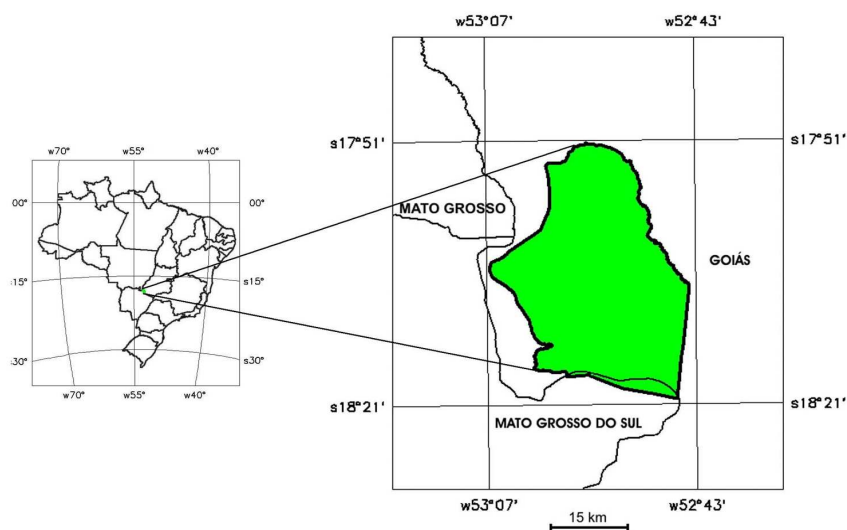 w53°07' w52°43'
s17°51' s17°51'
w70° w55° w40°
00° 00°
MATO GROSSO
GOIÁS
:15° s15°
:30° s30°
w70° w55° w40°
s18°21' s18°21'
MATO GROSSO DO SUL
w53°07' w52°43'
15 km